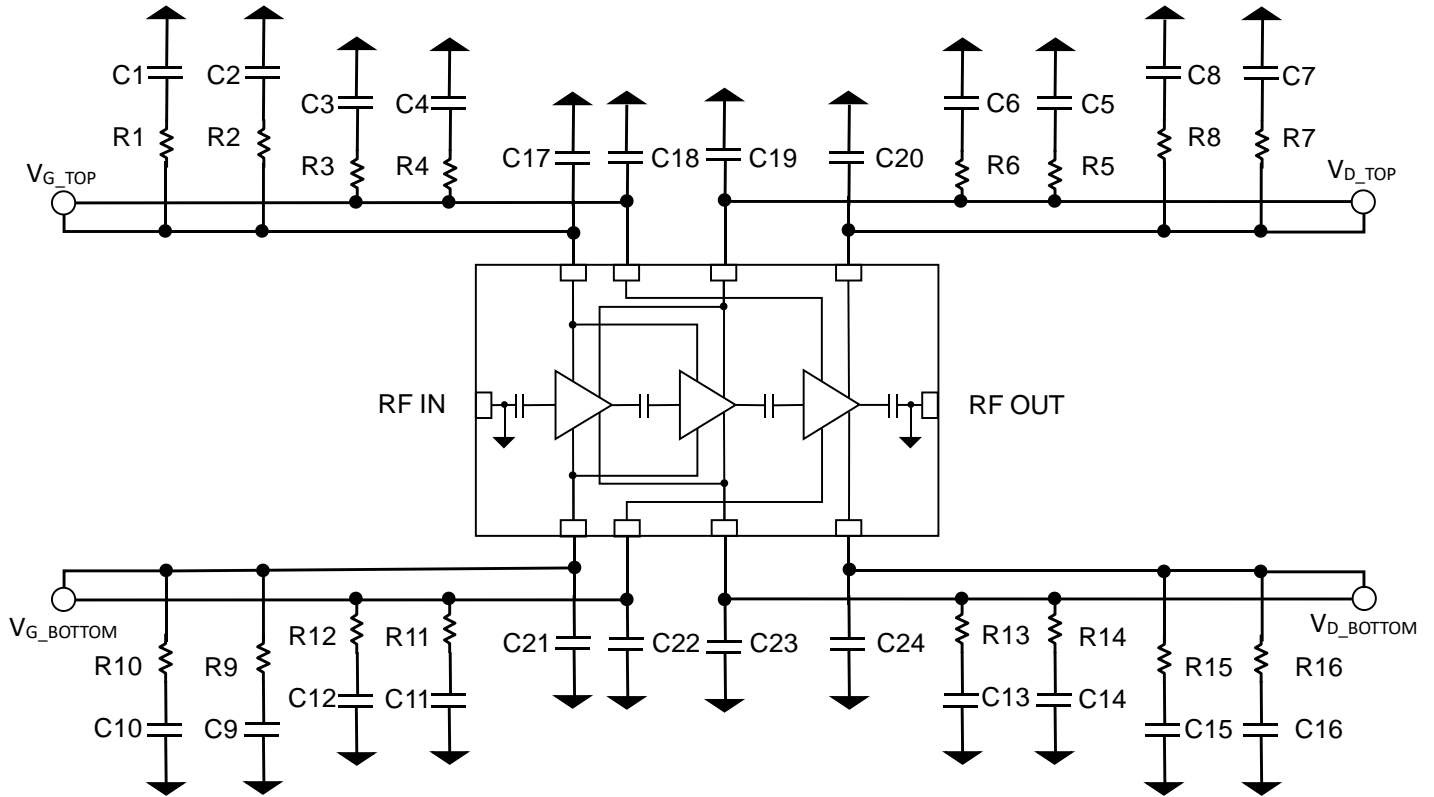 C1 C2 C3 C4 C6 C5 C8 C7
R1 R2 R3 R4 C17 C18 C19 C20 R6 R5 R8 R7
VG_TOP
VD_TOP
RF IN
RF OUT
VG_BOTTOM
VD_BOTTOM
R10 R9 R12 R11 C21 C22 C23 C24 R13 R14 R15 R16
C10 C9 C12 C11 C13 C14 C15 C16